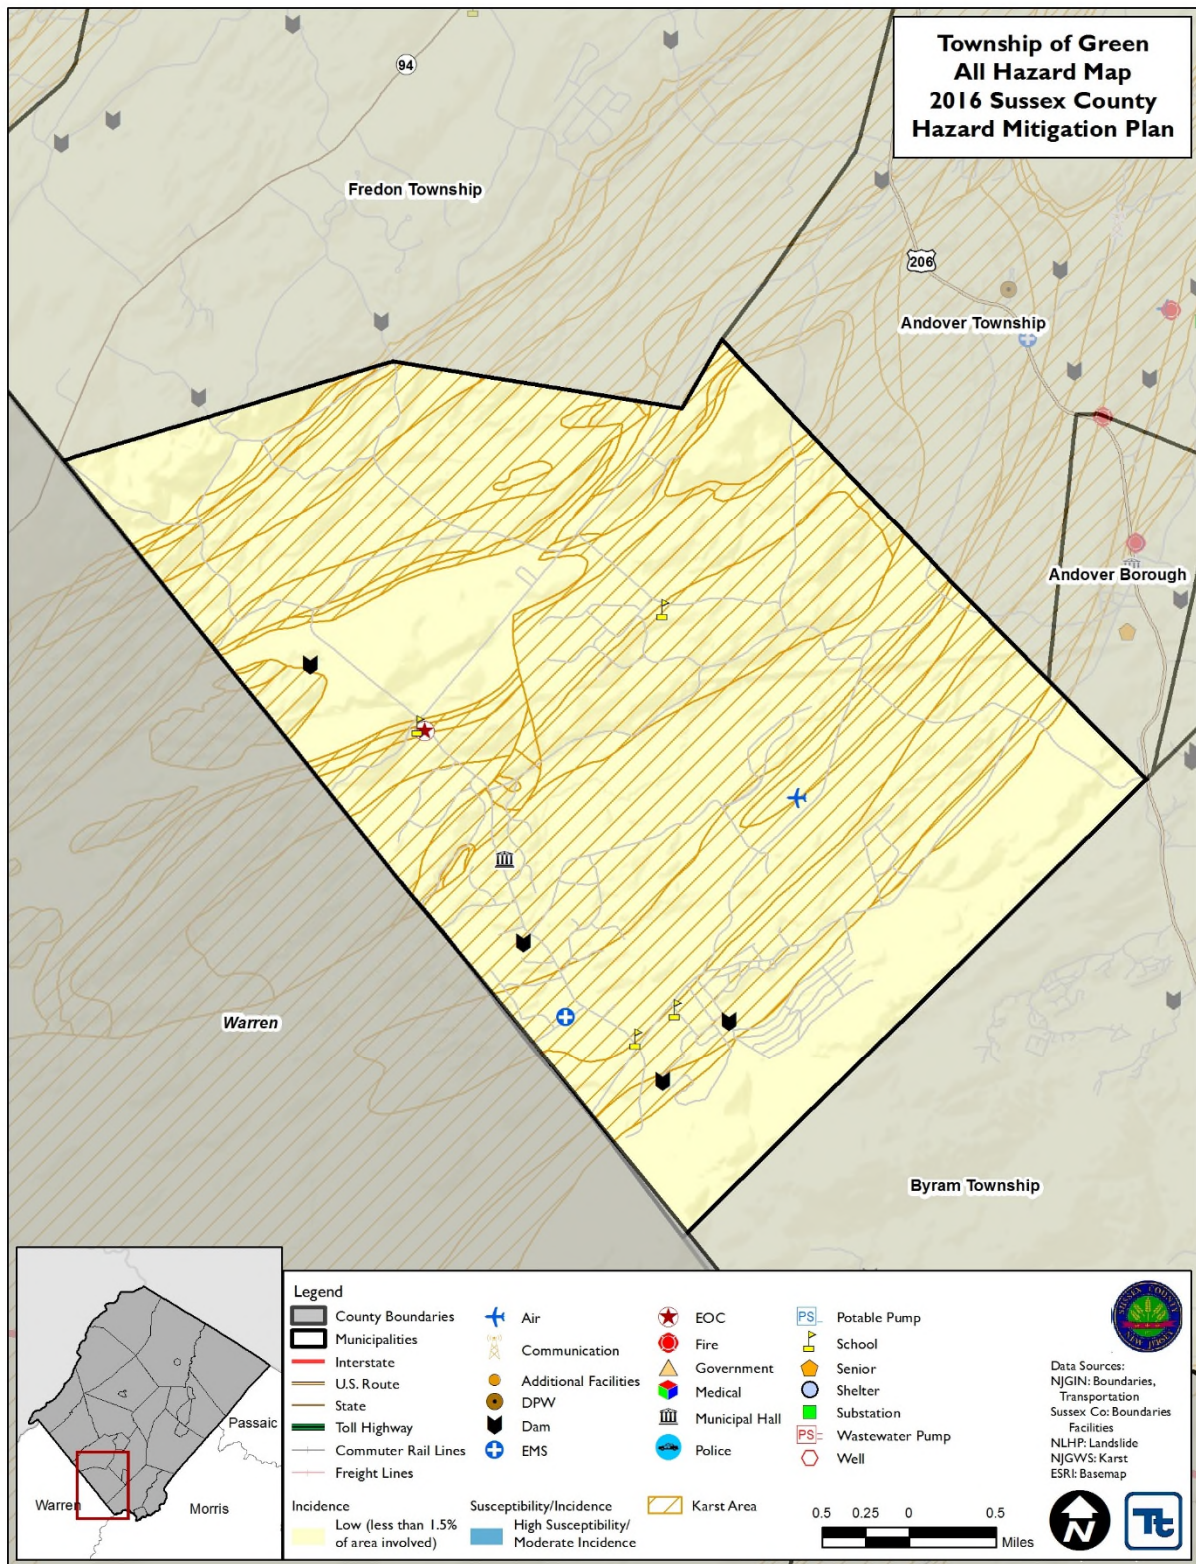 Township of Green
All Hazard Map
2016 Sussex County
Hazard Mitigation Plan
94
Fredon Township
206
Andover Township
Andover Borough
Warren
Byram Township
Passaic
Warren
Morris
Legend
County Boundaries
Municipalities
Interstate
U.S. Route
State
Toll Highway
Commuter Rail Lines
Freight Lines
Air
Communication
Additional Facilities
DPW
Dam
EMS
EOC
Fire
Government
Medical
Municipal Hall
Police
PS
Potable Pump
School
Senior
Shelter
Substation
PS
Wastewater Pump
Well
Incidence
Low (less than 1.5%
of area involved)
Susceptibility/Incidence
High Susceptibility/
Moderate Incidence
Karst Area
0.5 0.25 0 0.5
Miles
SUSSEX COUNTY
NEW JERSEY
Data Sources:
NJGIN: Boundaries,
Transportation
Sussex Co: Boundaries
Facilities
NLHP: Landslide
NJGWS: Karst
ESRI: Basemap
N
Tt